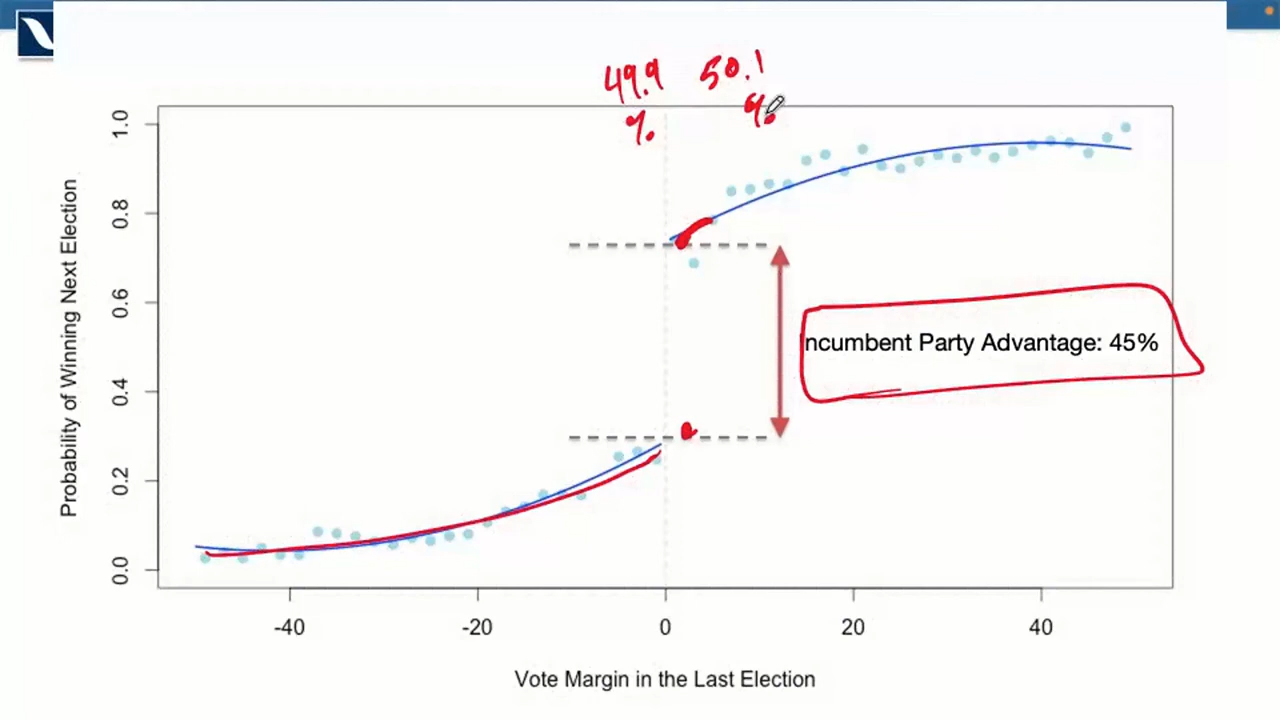 49.9 50.1
% %
1.0
0.8
0.6
0.4
0.2
0.0
Probability of Winning Next Election
ncumbent Party Advantage: 45%
-40 -20 0 20 40
Vote Margin in the Last Election